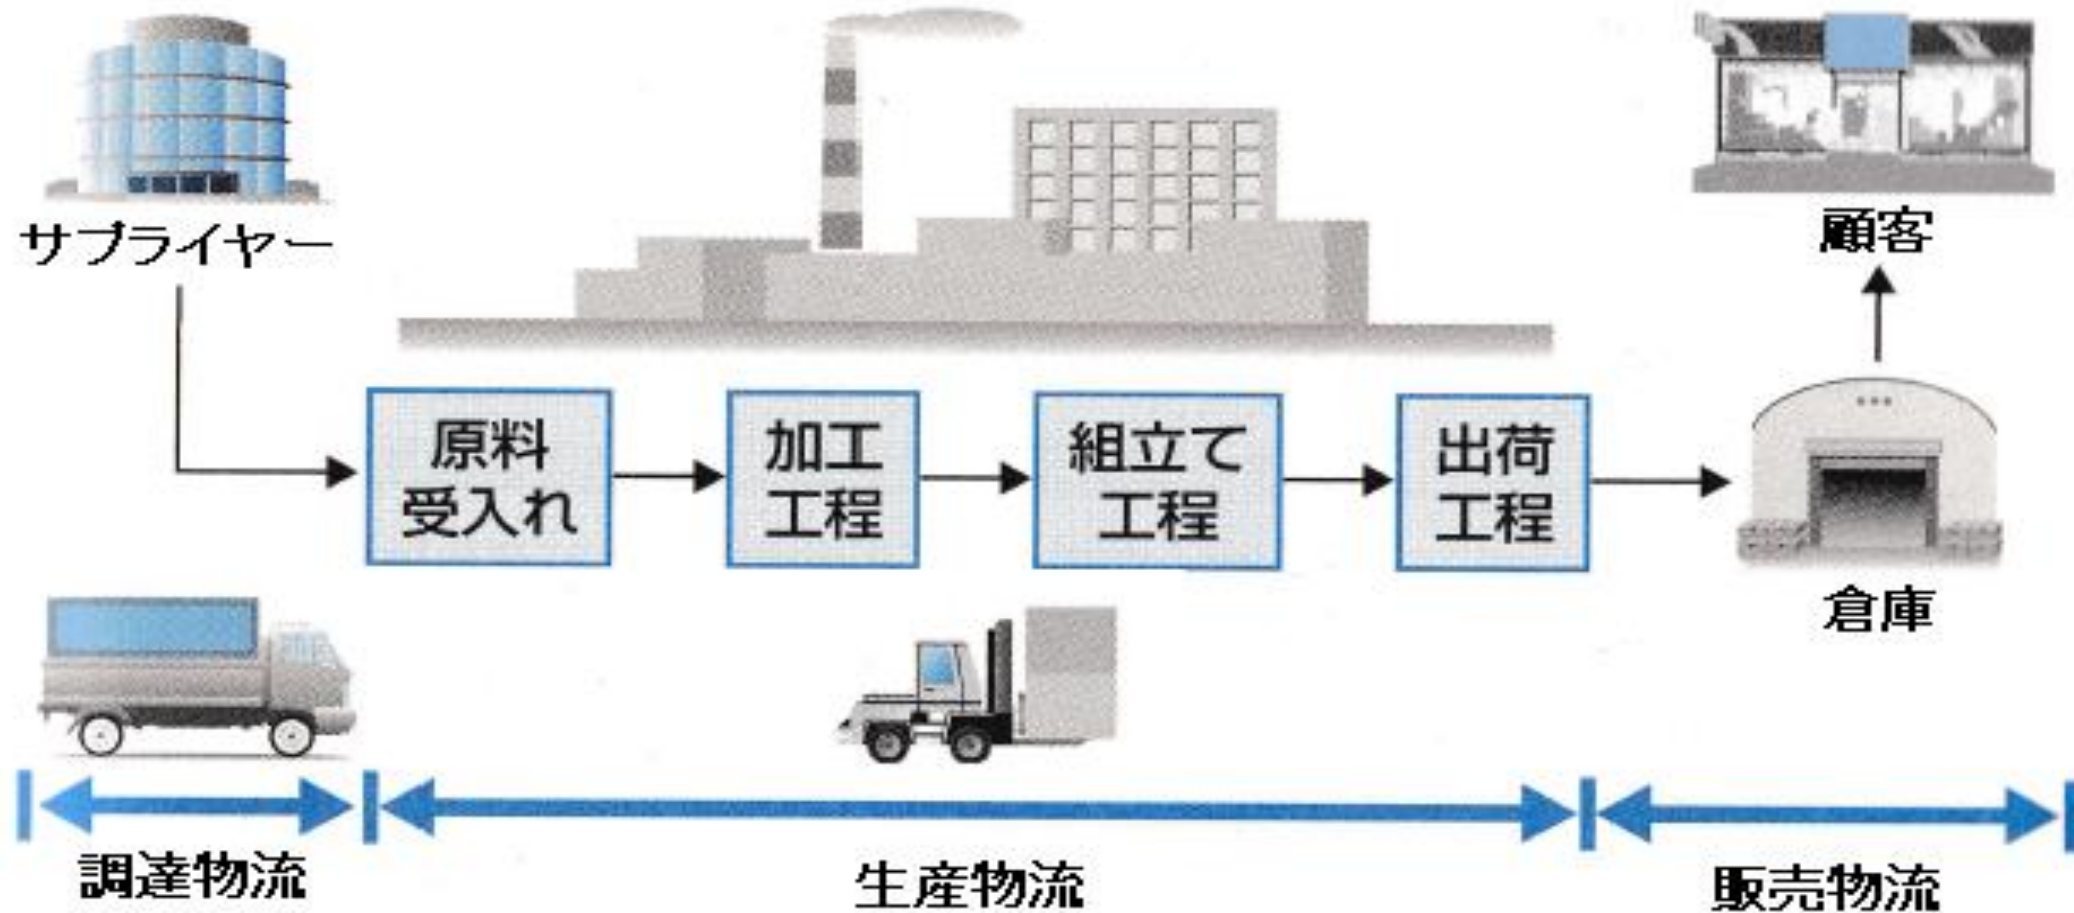 サプライヤー
顧客
原料
受入れ
加工
工程
組立て
工程
出荷
工程
倉庫
調達物流
生産物流
販売物流